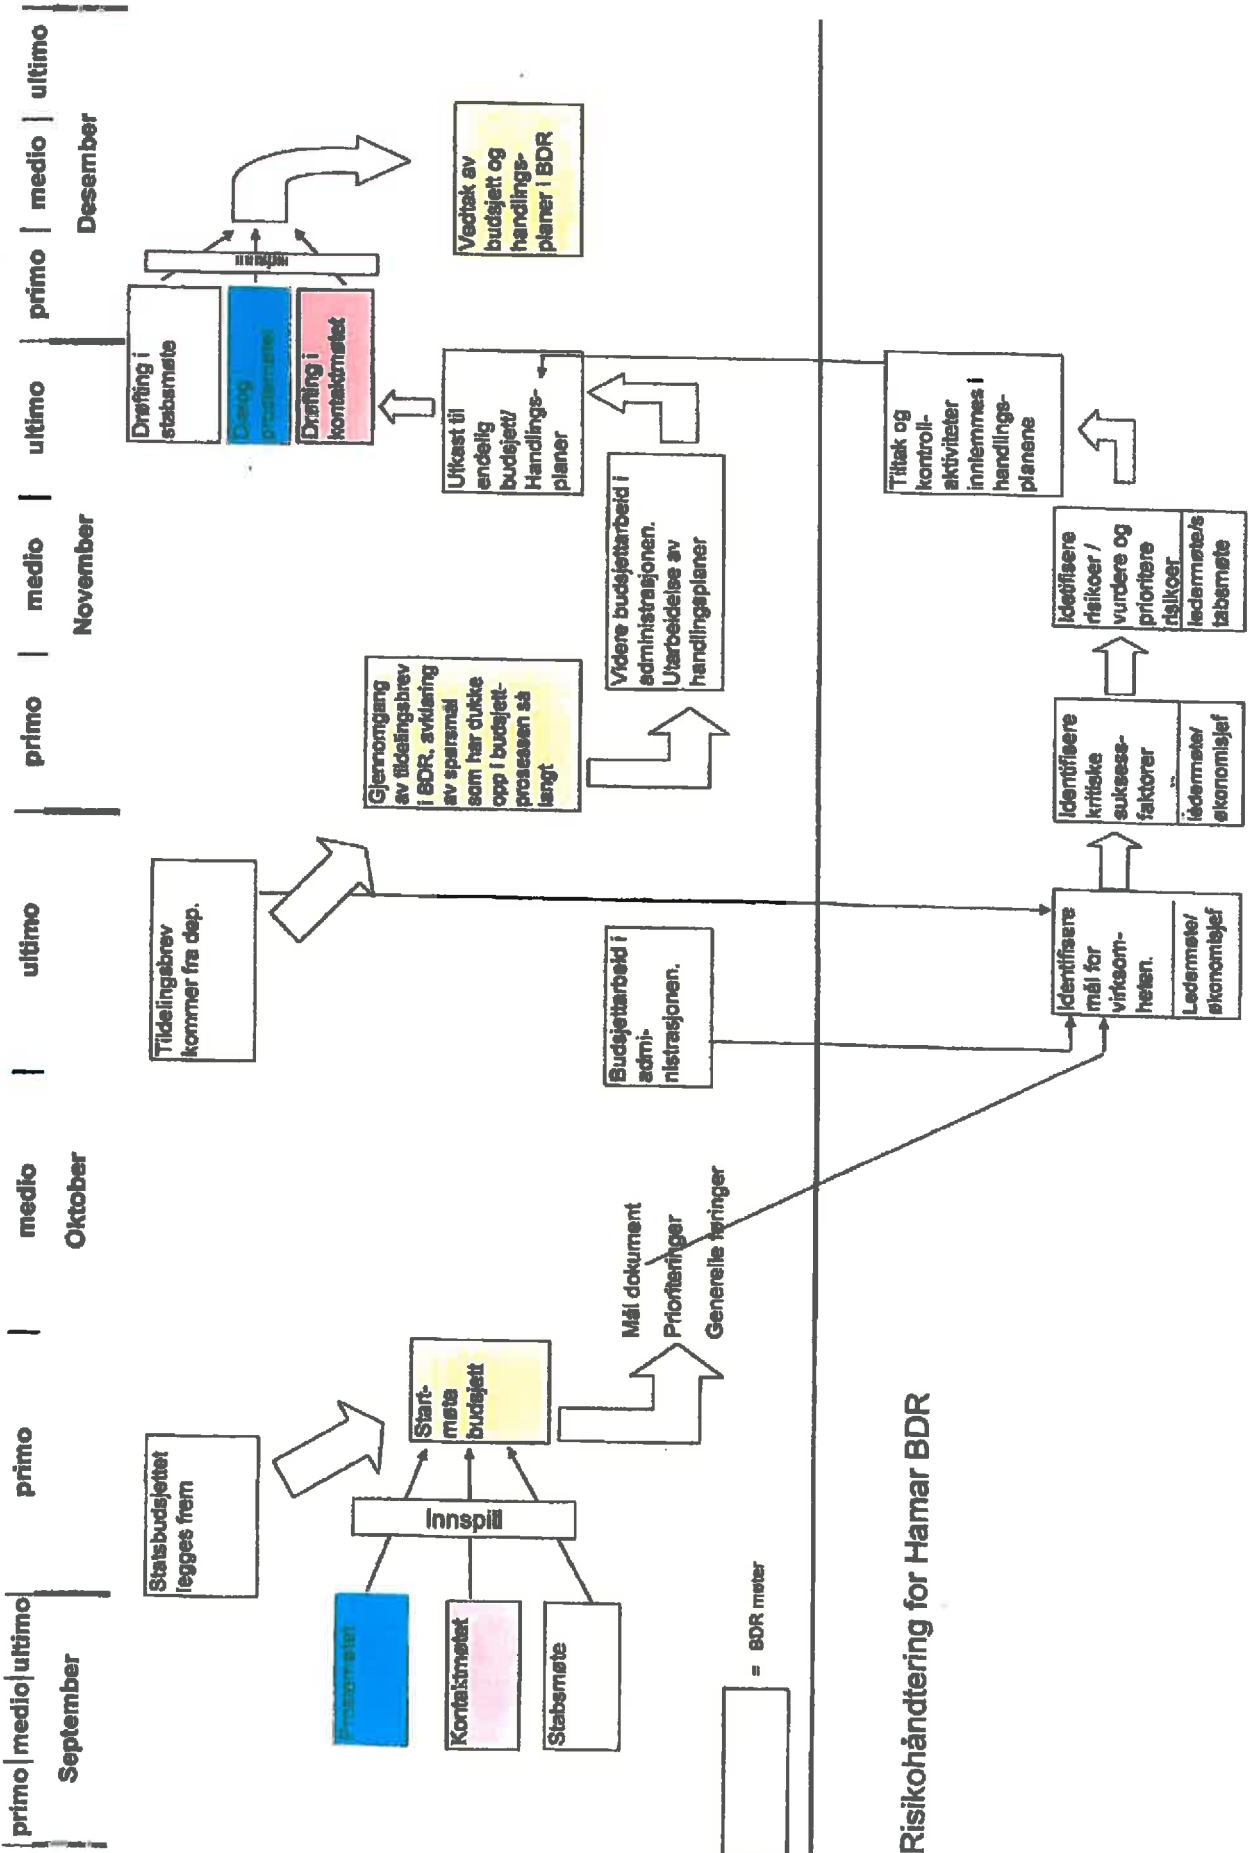 primo | medio | ultimo
primo | medio | ultimo
primo | medio | ultimo
primo | medio | ultimo
September
Oktober
November
Desember
Statsbudsjettet
legges frem
Tildelingsbrev
kommer fra dep.
Drøfting i
stabsmøte
Dialog
prostemøtet
Drøfting i
kontaktmøtet
Prostemøtet
Kontaktmøtet
Stabsmøte
Innspill
Start-
møte
budsjett
Gjennomgang
av tildelingsbrev
i BDR, avklaring
av spørsmål
som har dukke
opp i budsjett-
prosessen så
langt
Utkast til
endelig
budsjett/
Handlings-
planer
Vedtak av
budsjett og
handlings-
planer i BDR
Mål dokument
Prioriteringer
Generelle føringer
Budsjettarbeid i
admi-
nistrasjonen.
Videre budsjettarbeid i
administrasjonen.
Utarbeidelse av
handlingsplaner
= BDR møter
Risikohåndtering for Hamar BDR
Tiltak og
kontroll-
aktiviteter
innlemmes i
handlings-
planene
Identifisere
mål for
virksom-
heten.
Ledermøte/
økonomisjef
Identifisere
kritiske
suksess-
faktorer
ledermøte/
økonomisjef
Identifisere
risikoer /
vurdere og
prioritere
risikoer
ledermøte/s
tabsmøte